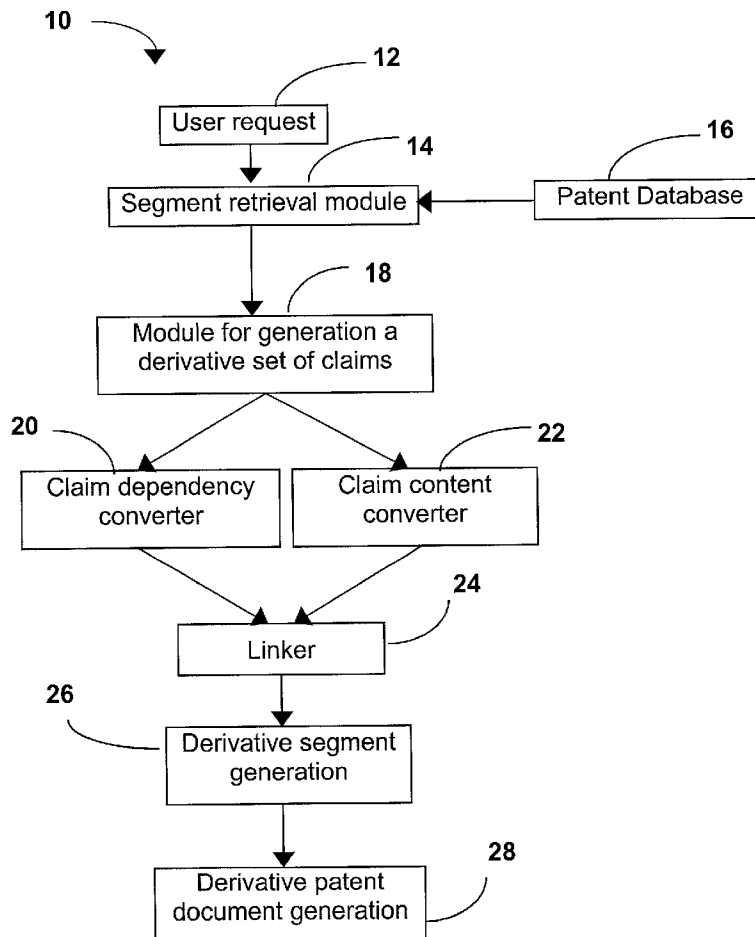 10
12
User request
14
16
Segment retrieval module
Patent Database
18
Module for generation a
derivative set of claims
20
22
Claim dependency
converter
Claim content
converter
24
Linker
26
Derivative segment
generation
28
Derivative patent
document generation